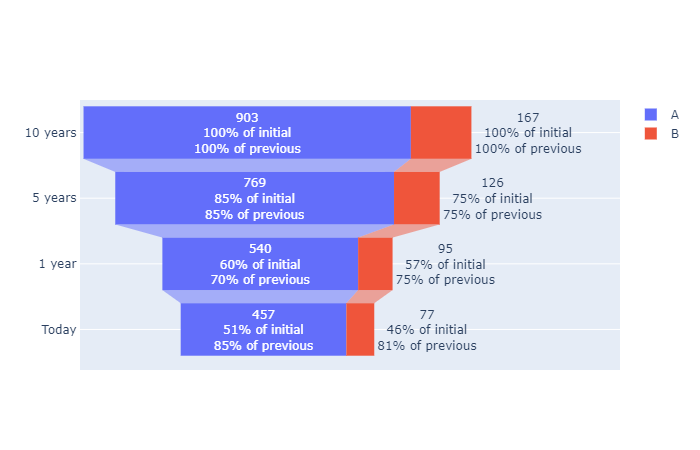 10 years
903
100% of initial
100% of previous
167
100% of initial
100% of previous
A
B
5 years
769
85% of initial
85% of previous
126
75% of initial
75% of previous
1 year
540
60% of initial
70% of previous
95
57% of initial
75% of previous
Today
457
51% of initial
85% of previous
77
46% of initial
81% of previous